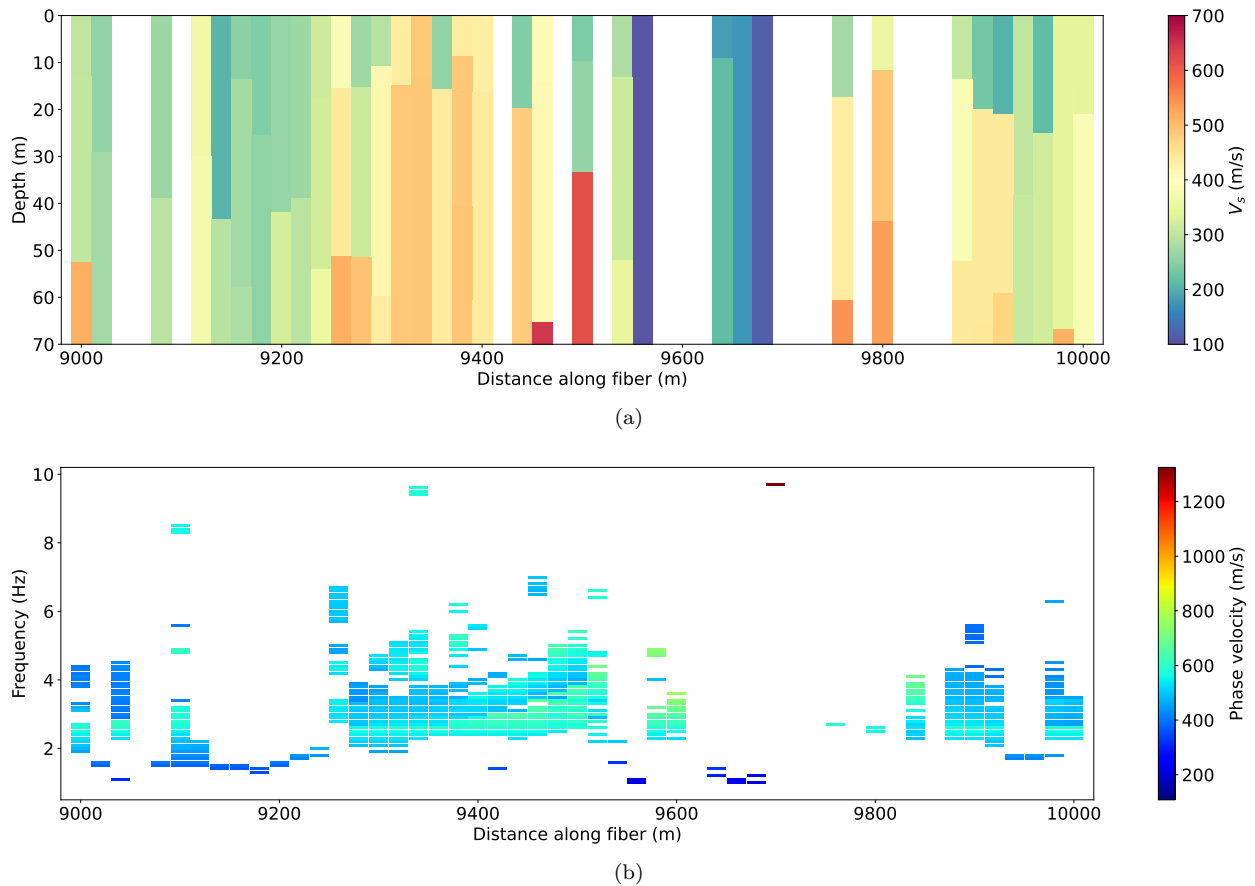 0
10
20
30
40
50
60
70
Depth (m)
9000 9200 9400 9600 9800 10000
Distance along fiber (m)
700
600
500
400
300
200
100
V_s (m/s)
(a)
10
8
6
4
2
Frequency (Hz)
9000 9200 9400 9600 9800 10000
Distance along fiber (m)
1200
1000
800
600
400
200
Phase velocity (m/s)
(b)